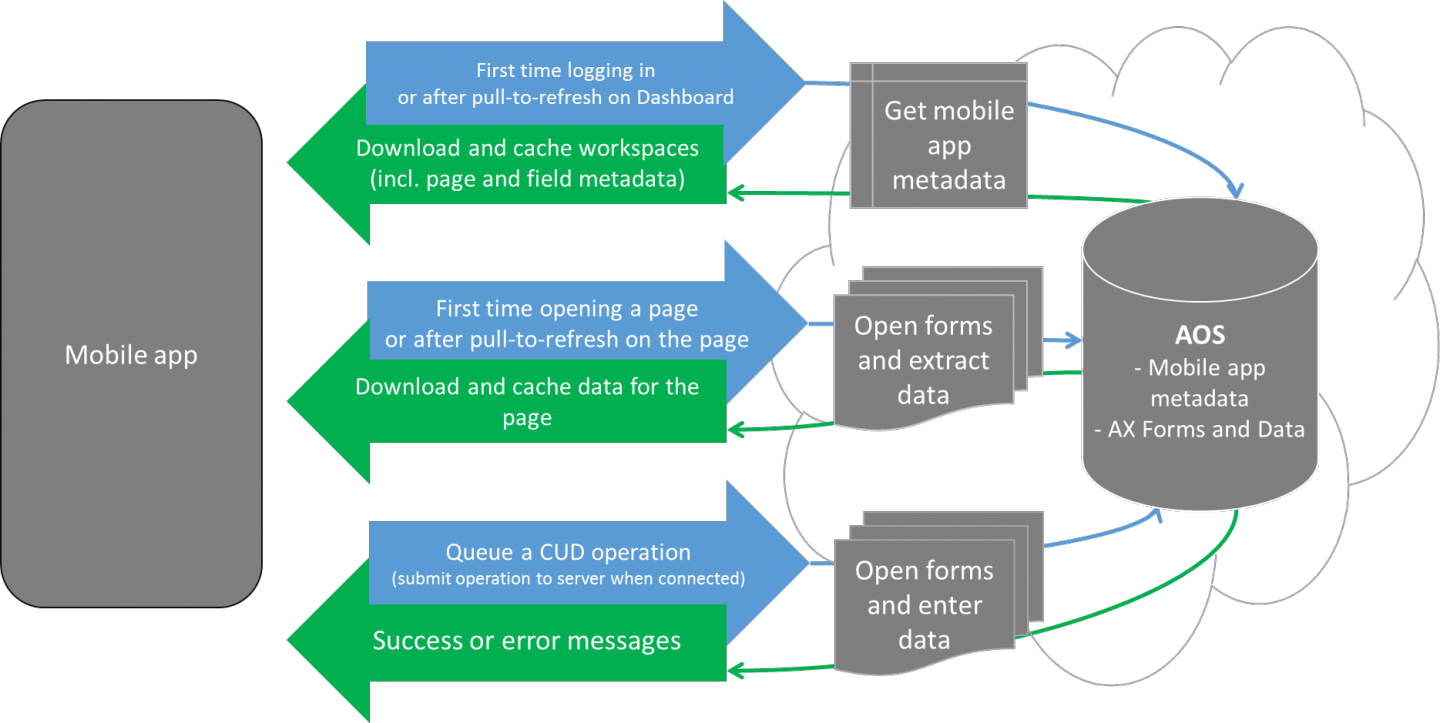 First time logging in
or after pull-to-refresh on Dashboard
Download and cache workspaces
(incl. page and field metadata)
Get mobile
app
metadata
Mobile app
First time opening a page
or after pull-to-refresh on the page
Download and cache data for the
page
Open forms
and extract
data
AOS
- Mobile app
metadata
- AX Forms and Data
Queue a CUD operation
(submit operation to server when connected)
Success or error messages
Open forms
and enter
data